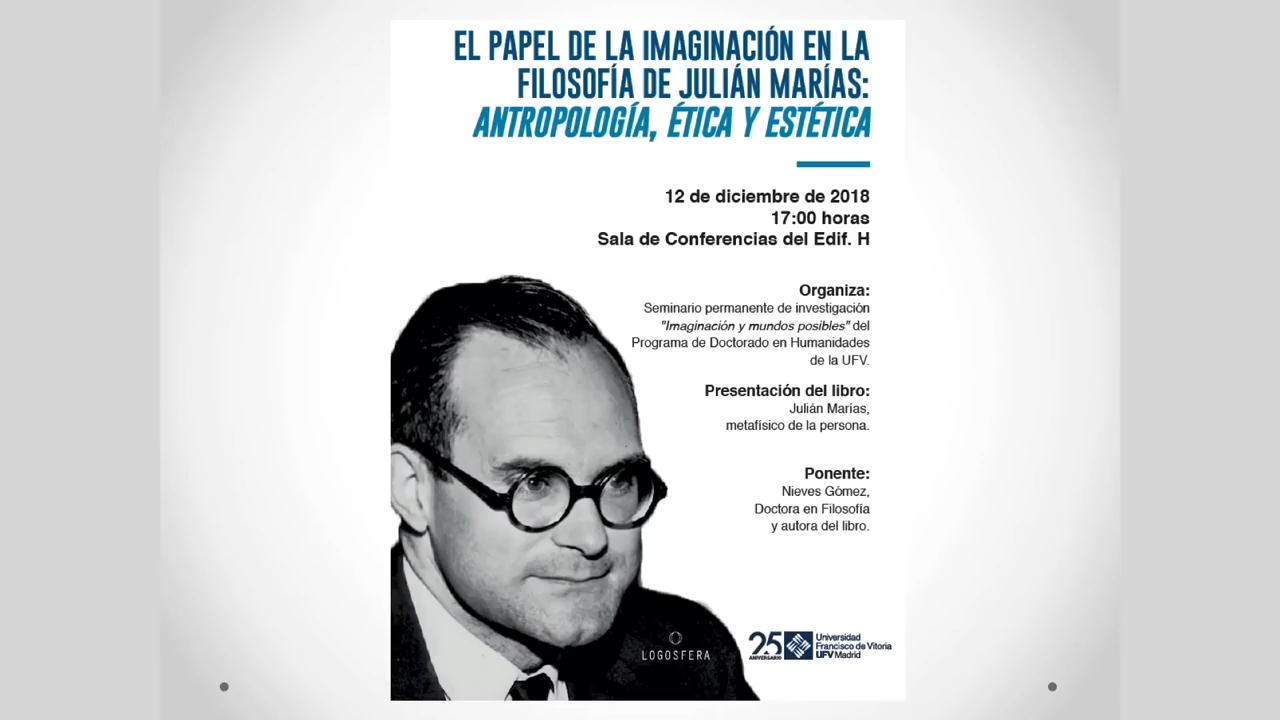 EL PAPEL DE LA IMAGINACIÓN EN LA
FILOSOFÍA DE JULIÁN MARÍAS:
ANTROPOLOGÍA, ÉTICA Y ESTÉTICA
12 de diciembre de 2018
17:00 horas
Sala de Conferencias del Edif. H
Organiza:
Seminario permanente de investigación
"Imaginación y mundos posibles" del
Programa de Doctorado en Humanidades
de la UFV.
Presentación del libro:
Julián Marías,
metafísico de la persona.
Ponente:
Nieves Gómez,
Doctora en Filosofía
y autora del libro.
LOGOSFERA
25
ANIVERSARIO
Universidad
Francisco de Vitoria
UFV Madrid